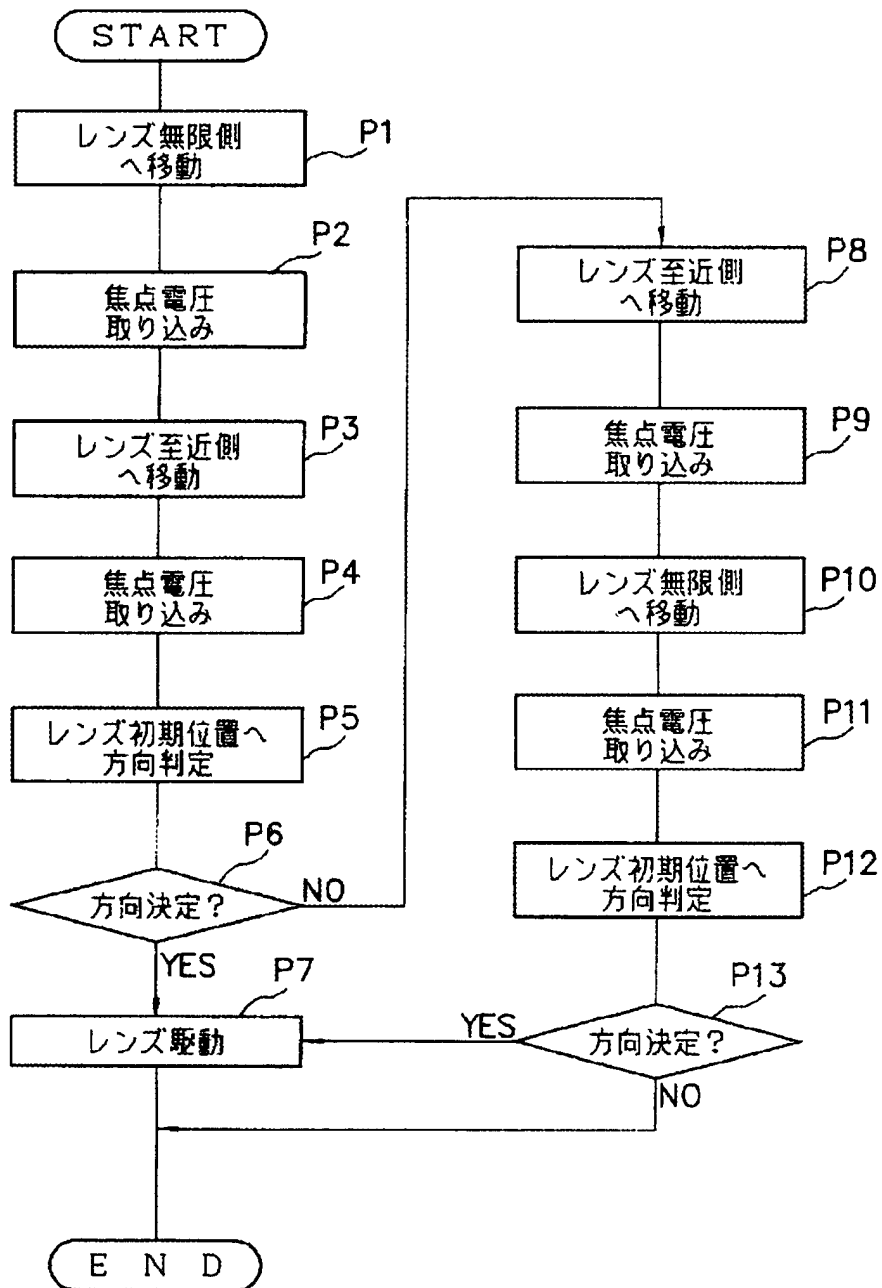 START
レンズ無限側
へ移動
P1
P2
焦点電圧
取り込み
レンズ至近側
へ移動
P3
焦点電圧
取り込み
P4
レンズ初期位置へ
方向判定
P5
P6
方向決定?
NO
YES
P7
レンズ駆動
レンズ至近側
へ移動
P8
焦点電圧
取り込み
P9
レンズ無限側
へ移動
P10
焦点電圧
取り込み
P11
レンズ初期位置へ
方向判定
P12
P13
方向決定?
YES
NO
END